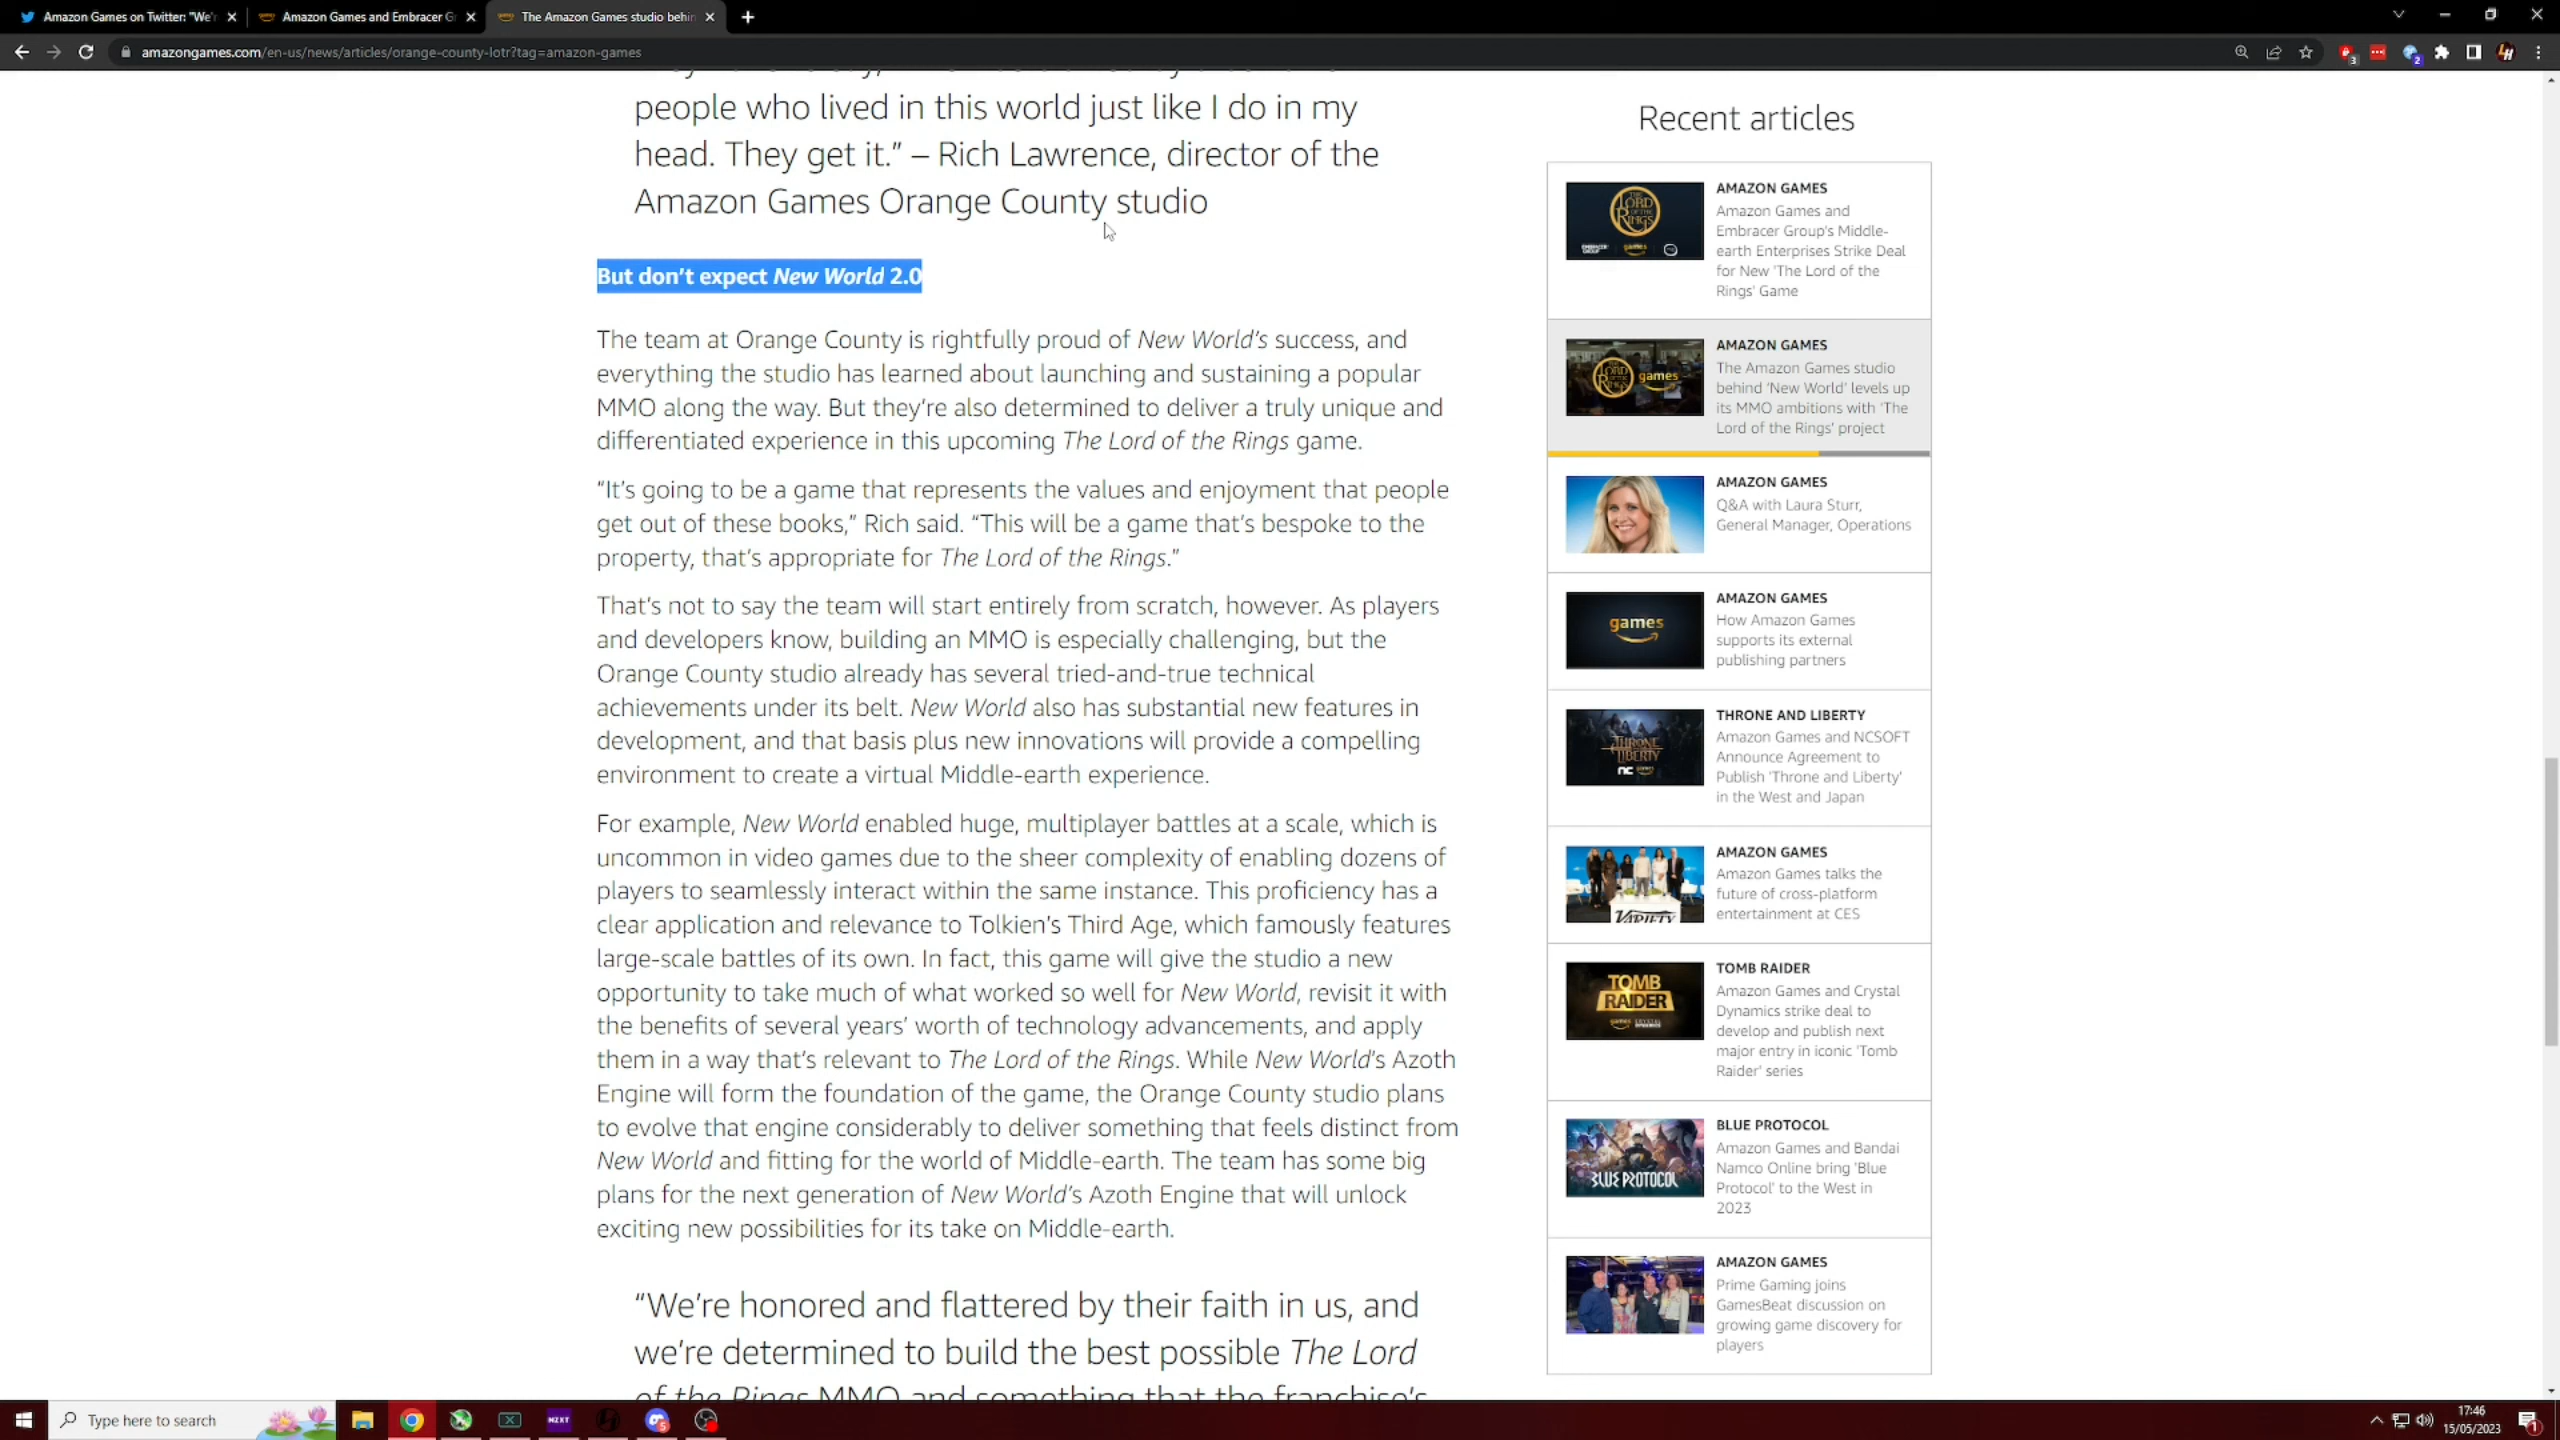 Amazon Games on Twitter: "We'r
Amazon Games and Embracer Gr
The Amazon Games studio behin
amazongames.com/en-us/news/articles/orange-county-lotr?tag=amazon-games
people who lived in this world just like I do in my
head. They get it.” – Rich Lawrence, director of the
Amazon Games Orange County studio
But don’t expect New World 2.0
The team at Orange County is rightfully proud of New World’s success, and
everything the studio has learned about launching and sustaining a popular
MMO along the way. But they’re also determined to deliver a truly unique and
differentiated experience in this upcoming The Lord of the Rings game.
“It’s going to be a game that represents the values and enjoyment that people
get out of these books,” Rich said. “This will be a game that’s bespoke to the
property, that’s appropriate for The Lord of the Rings.”
That’s not to say the team will start entirely from scratch, however. As players
and developers know, building an MMO is especially challenging, but the
Orange County studio already has several tried-and-true technical
achievements under its belt. New World also has substantial new features in
development, and that basis plus new innovations will provide a compelling
environment to create a virtual Middle-earth experience.
For example, New World enabled huge, multiplayer battles at a scale, which is
uncommon in video games due to the sheer complexity of enabling dozens of
players to seamlessly interact within the same instance. This proficiency has a
clear application and relevance to Tolkien’s Third Age, which famously features
large-scale battles of its own. In fact, this game will give the studio a new
opportunity to take much of what worked so well for New World, revisit it with
the benefits of several years’ worth of technology advancements, and apply
them in a way that’s relevant to The Lord of the Rings. While New World’s Azoth
Engine will form the foundation of the game, the Orange County studio plans
to evolve that engine considerably to deliver something that feels distinct from
New World and fitting for the world of Middle-earth. The team has some big
plans for the next generation of New World’s Azoth Engine that will unlock
exciting new possibilities for its take on Middle-earth.
“We’re honored and flattered by their faith in us, and
we’re determined to build the best possible The Lord
of the Rings MMO and something that the franchise’s
Recent articles
THE
LORD
OF THE
RINGS
games
AMAZON GAMES
Amazon Games and
Embracer Group's Middle-
earth Enterprises Strike Deal
for New 'The Lord of the
Rings' Game
LORD
RINGS
games
AMAZON GAMES
The Amazon Games studio
behind ‘New World’ levels up
its MMO ambitions with ‘The
Lord of the Rings’ project
AMAZON GAMES
Q&A with Laura Sturr,
General Manager, Operations
games
AMAZON GAMES
How Amazon Games
supports its external
publishing partners
THRONE
LIBERTY
NC games
THRONE AND LIBERTY
Amazon Games and NCSOFT
Announce Agreement to
Publish 'Throne and Liberty'
in the West and Japan
VARIETY
AMAZON GAMES
Amazon Games talks the
future of cross-platform
entertainment at CES
TOMB
RAIDER
games
TOMB RAIDER
Amazon Games and Crystal
Dynamics strike deal to
develop and publish next
major entry in iconic 'Tomb
Raider' series
BLUE PROTOCOL
BLUE PROTOCOL
Amazon Games and Bandai
Namco Online bring 'Blue
Protocol' to the West in
2023
AMAZON GAMES
Prime Gaming joins
GamesBeat discussion on
growing game discovery for
players
Type here to search
NZXT
17:46
15/05/2023